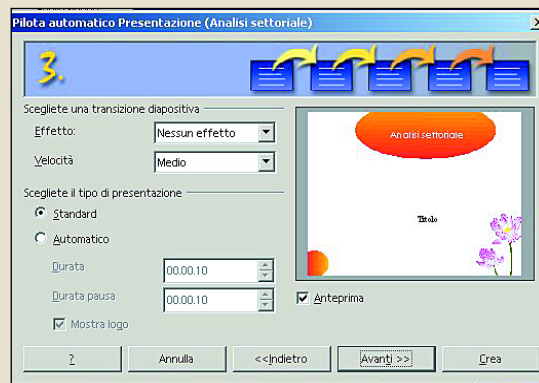 Pilota automatico Presentazione (Analisi settoriale)
3.
Scegliete una transizione diapositiva
Effetto:
Nessun effetto
Velocità
Medio
Scegliete il tipo di presentazione
Standard
Automatico
Durata
00.00.10
Durata pausa
00.00.10
Mostra logo
Analisi settoriale
Titolo
Anteprima
?
Annulla
<<Indietro
Avanti >>
Crea